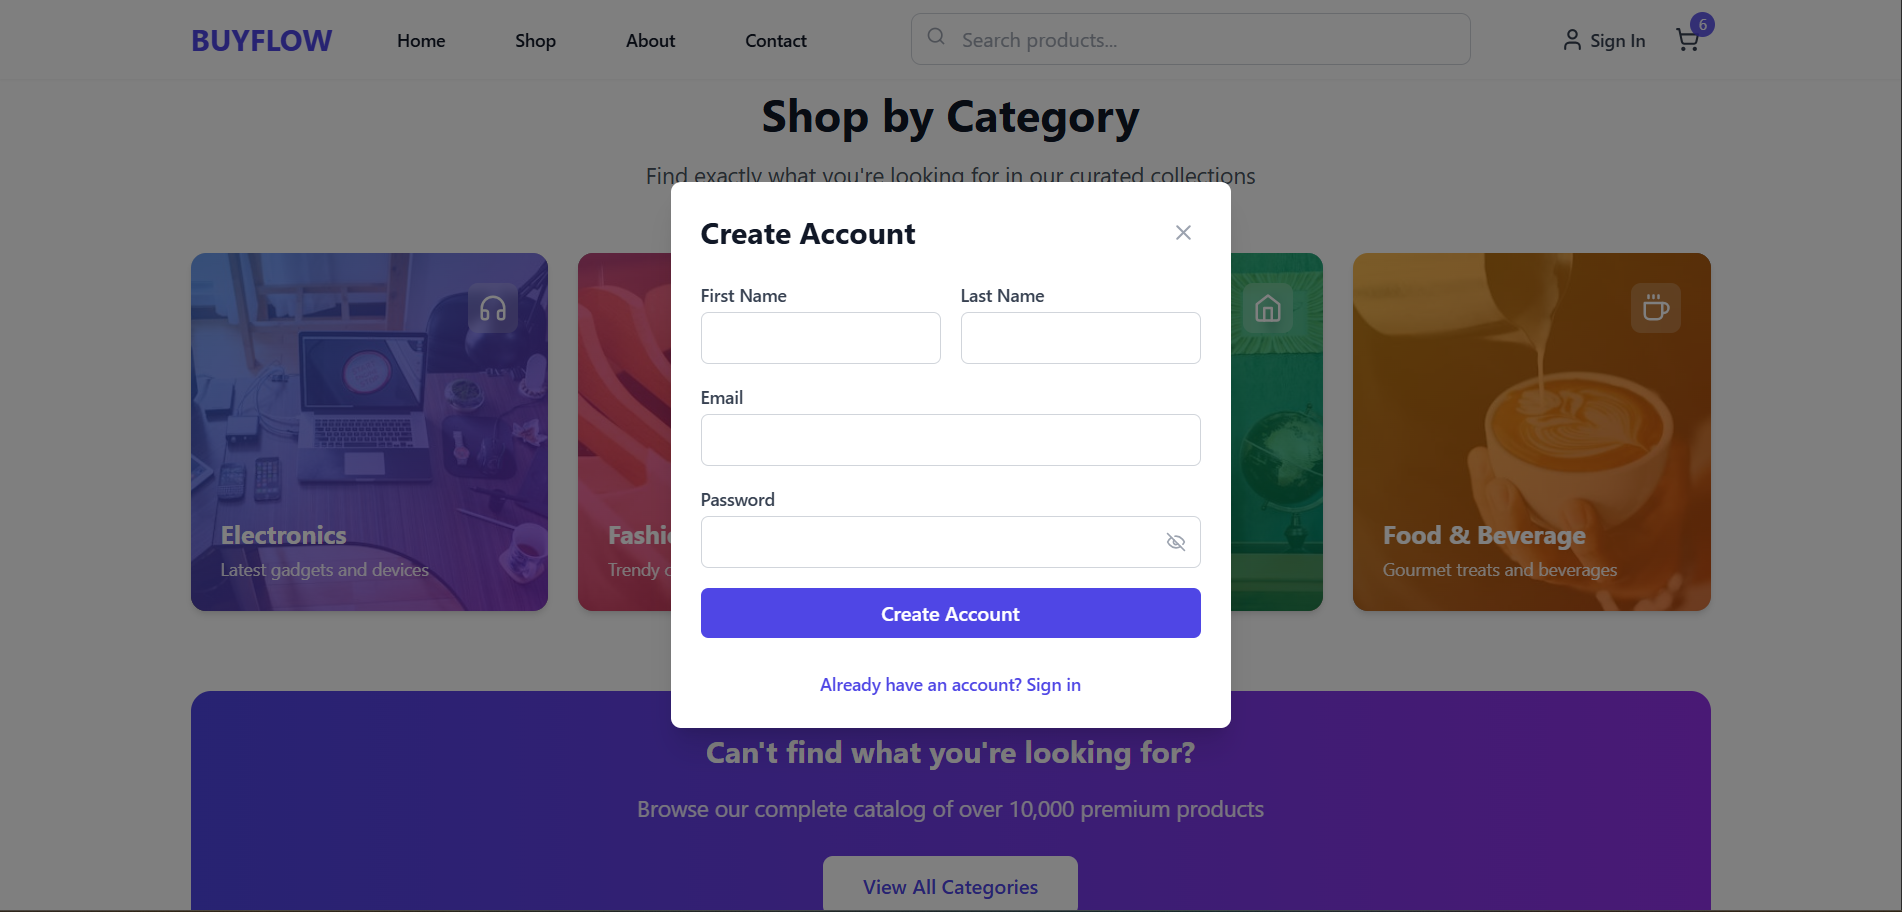 BUYFLOW
Home
Shop
About
Contact
Search products...
Sign In
6
Shop by Category
Find exactly what you're looking for in our curated collections
Create Account
First Name
Last Name
Email
Password
Create Account
Already have an account? Sign in
Electronics
Latest gadgets and devices
Trendy
Food & Beverage
Gourmet treats and beverages
Can't find what you're looking for?
Browse our complete catalog of over 10,000 premium products
View All Categories